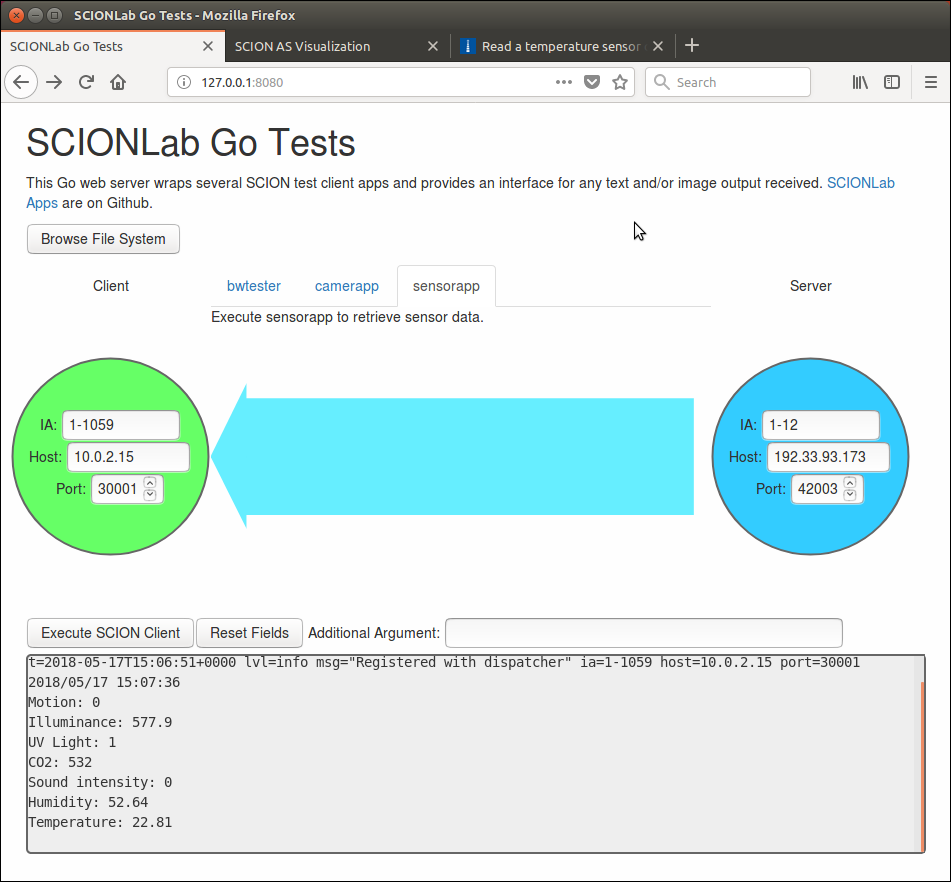 SCIONLab Go Tests - Mozilla Firefox
SCIONLab Go Tests
SCION AS Visualization
Read a temperature sensor
127.0.0.1:8080
Search
SCIONLab Go Tests
This Go web server wraps several SCION test client apps and provides an interface for any text and/or image output received. SCIONLab
Apps are on Github.
Browse File System
Client
bwtester
camerapp
sensorapp
Server
Execute sensorapp to retrieve sensor data.
IA: 1-1059
Host: 10.0.2.15
Port: 30001
IA: 1-12
Host: 192.33.93.173
Port: 42003
Execute SCION Client
Reset Fields
Additional Argument:
t=2018-05-17T15:06:51+0000 lvl=info msg="Registered with dispatcher" ia=1-1059 host=10.0.2.15 port=30001
2018/05/17 15:07:36
Motion: 0
Illuminance: 577.9
UV Light: 1
CO2: 532
Sound intensity: 0
Humidity: 52.64
Temperature: 22.81